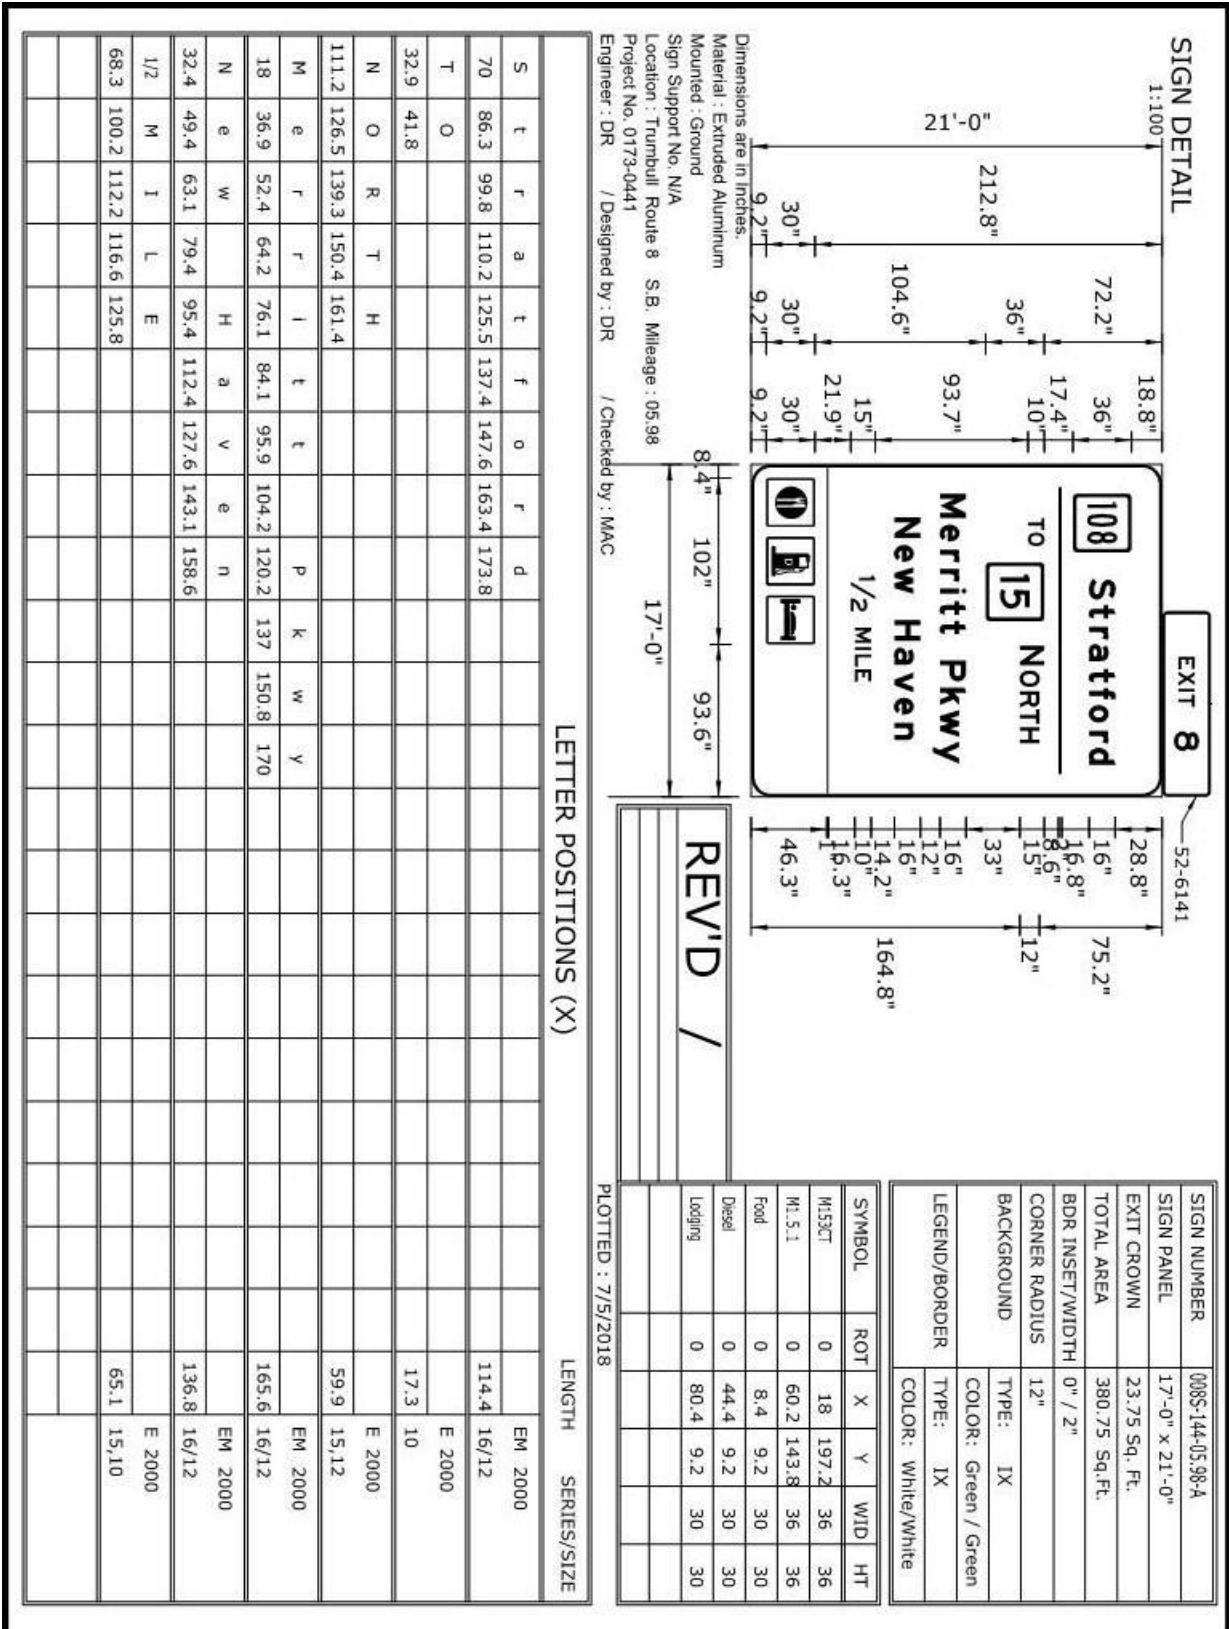 SIGN DETAIL
1:100
21'-0"
212.8"
30"
9.2"
72.2"
36"
104.6"
30"
9.2"
18.8"
36"
17.4"
10"
93.7"
15"
21.9"
30"
9.2"
EXIT 8
108 Stratford
TO 15 NORTH
Merritt Pkwy
New Haven
1/2 MILE
52-6141
28.8"
16"
16.8"
8.6"
15"
33"
16"
12"
16"
14.2"
10"
46.3"
75.2"
12"
164.8"
8.4" 102" 93.6"
17'-0"
Dimensions are in Inches.
Material : Extruded Aluminum
Mounted : Ground
Sign Support No. N/A
Location : Trumbull Route 8 S.B. Mileage : 05.98
Project No. 0173-0441
Engineer : DR / Designed by : DR / Checked by : MAC
REV'D /
SIGN NUMBER 008S-144-05.98-A
SIGN PANEL 17'-0" x 21'-0"
EXIT CROWN 23.75 Sq. Ft.
TOTAL AREA 380.75 Sq.Ft.
BDR INSET/WIDTH 0" / 2"
CORNER RADIUS 12"
BACKGROUND TYPE: IX
COLOR: Green / Green
LEGEND/BORDER TYPE: IX
COLOR: White/White
SYMBOL ROT X Y WID HT
M153CT 0 18 197.2 36 36
M1.5.1 0 60.2 143.8 36 36
Food 0 8.4 9.2 30 30
Diesel 0 44.4 9.2 30 30
Lodging 0 80.4 9.2 30 30
PLOTTED : 7/5/2018
LETTER POSITIONS (X) LENGTH SERIES/SIZE
S t r a t f o r d EM 2000
70 86.3 99.8 110.2 125.5 137.4 147.6 163.4 173.8 114.4 16/12
T O E 2000
32.9 41.8 17.3 10
N O R T H E 2000
111.2 126.5 139.3 150.4 161.4 59.9 15,12
M e r r i t t P k w y EM 2000
18 36.9 52.4 64.2 76.1 84.1 95.9 104.2 120.2 137 150.8 170 165.6 16/12
N e w H a v e n EM 2000
32.4 49.4 63.1 79.4 95.4 112.4 127.6 143.1 158.6 136.8 16/12
1/2 M I L E E 2000
68.3 100.2 112.2 116.6 125.8 65.1 15,10